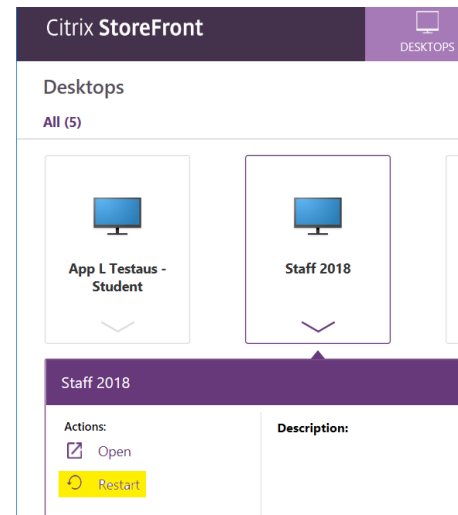 Citrix StoreFront
DESKTOPS
Desktops
All (5)
App L Testaus -
Student
Staff 2018
Staff 2018
Actions:
Open
Restart
Description: